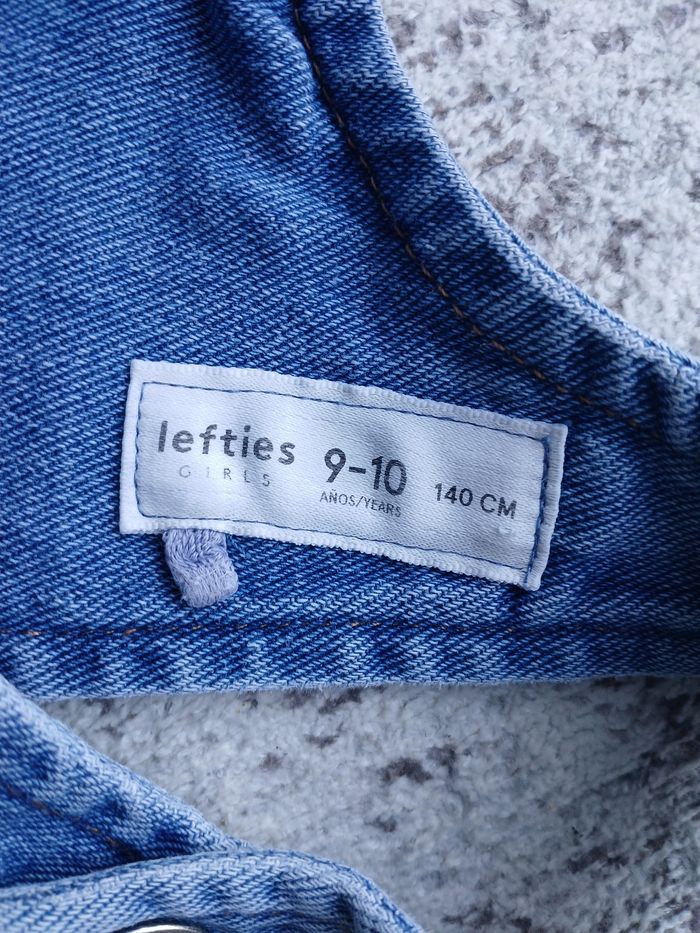 lefties
GIRLS
9-10
AÑOS/YEARS
140 CM